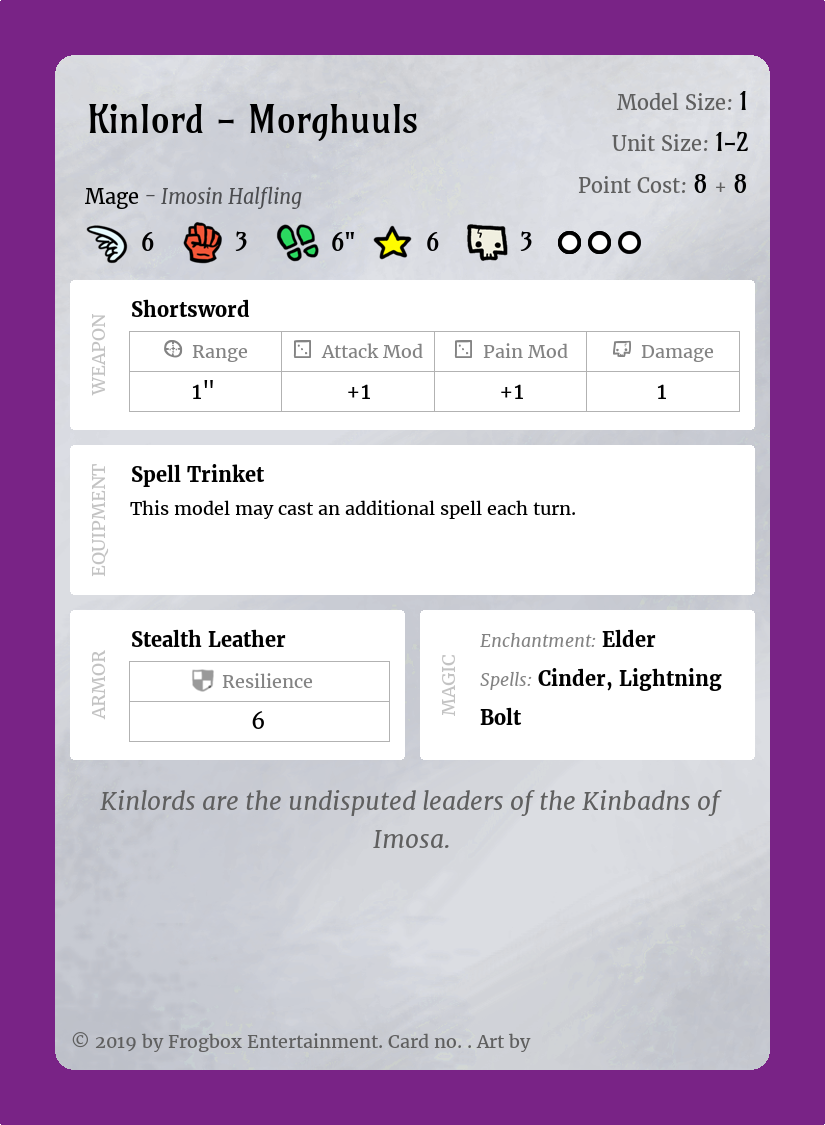 Kinlord – Morghuuls
Model Size: 1
Unit Size: 1–2
Point Cost: 8 + 8
Mage – Imosin Halfling
6 3 6" 6 3
WEAPON
Shortsword
Range Attack Mod Pain Mod Damage
1" +1 +1 1
EQUIPMENT
Spell Trinket
This model may cast an additional spell each turn.
ARMOR
Stealth Leather
Resilience
6
MAGIC
Enchantment: Elder
Spells: Cinder, Lightning
Bolt
Kinlords are the undisputed leaders of the Kinbadns of
Imosa.
© 2019 by Frogbox Entertainment. Card no. . Art by